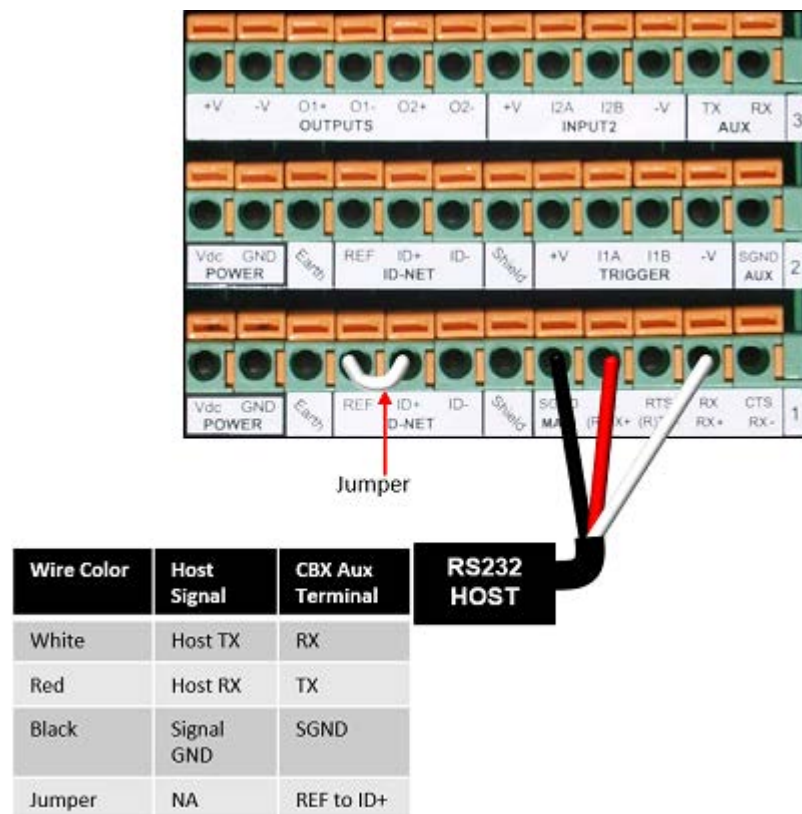 +V -V O1+ O1- O2+ O2- +V I2A I2B -V TX RX
OUTPUTS INPUT2 AUX 3
Vdc GND Earth REF ID+ ID- Shield +V I1A I1B -V SGND
POWER ID-NET TRIGGER AUX 2
Vdc GND Earth REF ID+ ID- Shield RTS RX CTS
POWER D-NET RX+ RX- 1
Jumper
RS232
HOST
Wire Color Host Signal CBX Aux Terminal
White Host TX RX
Red Host RX TX
Black Signal GND SGND
Jumper NA REF to ID+